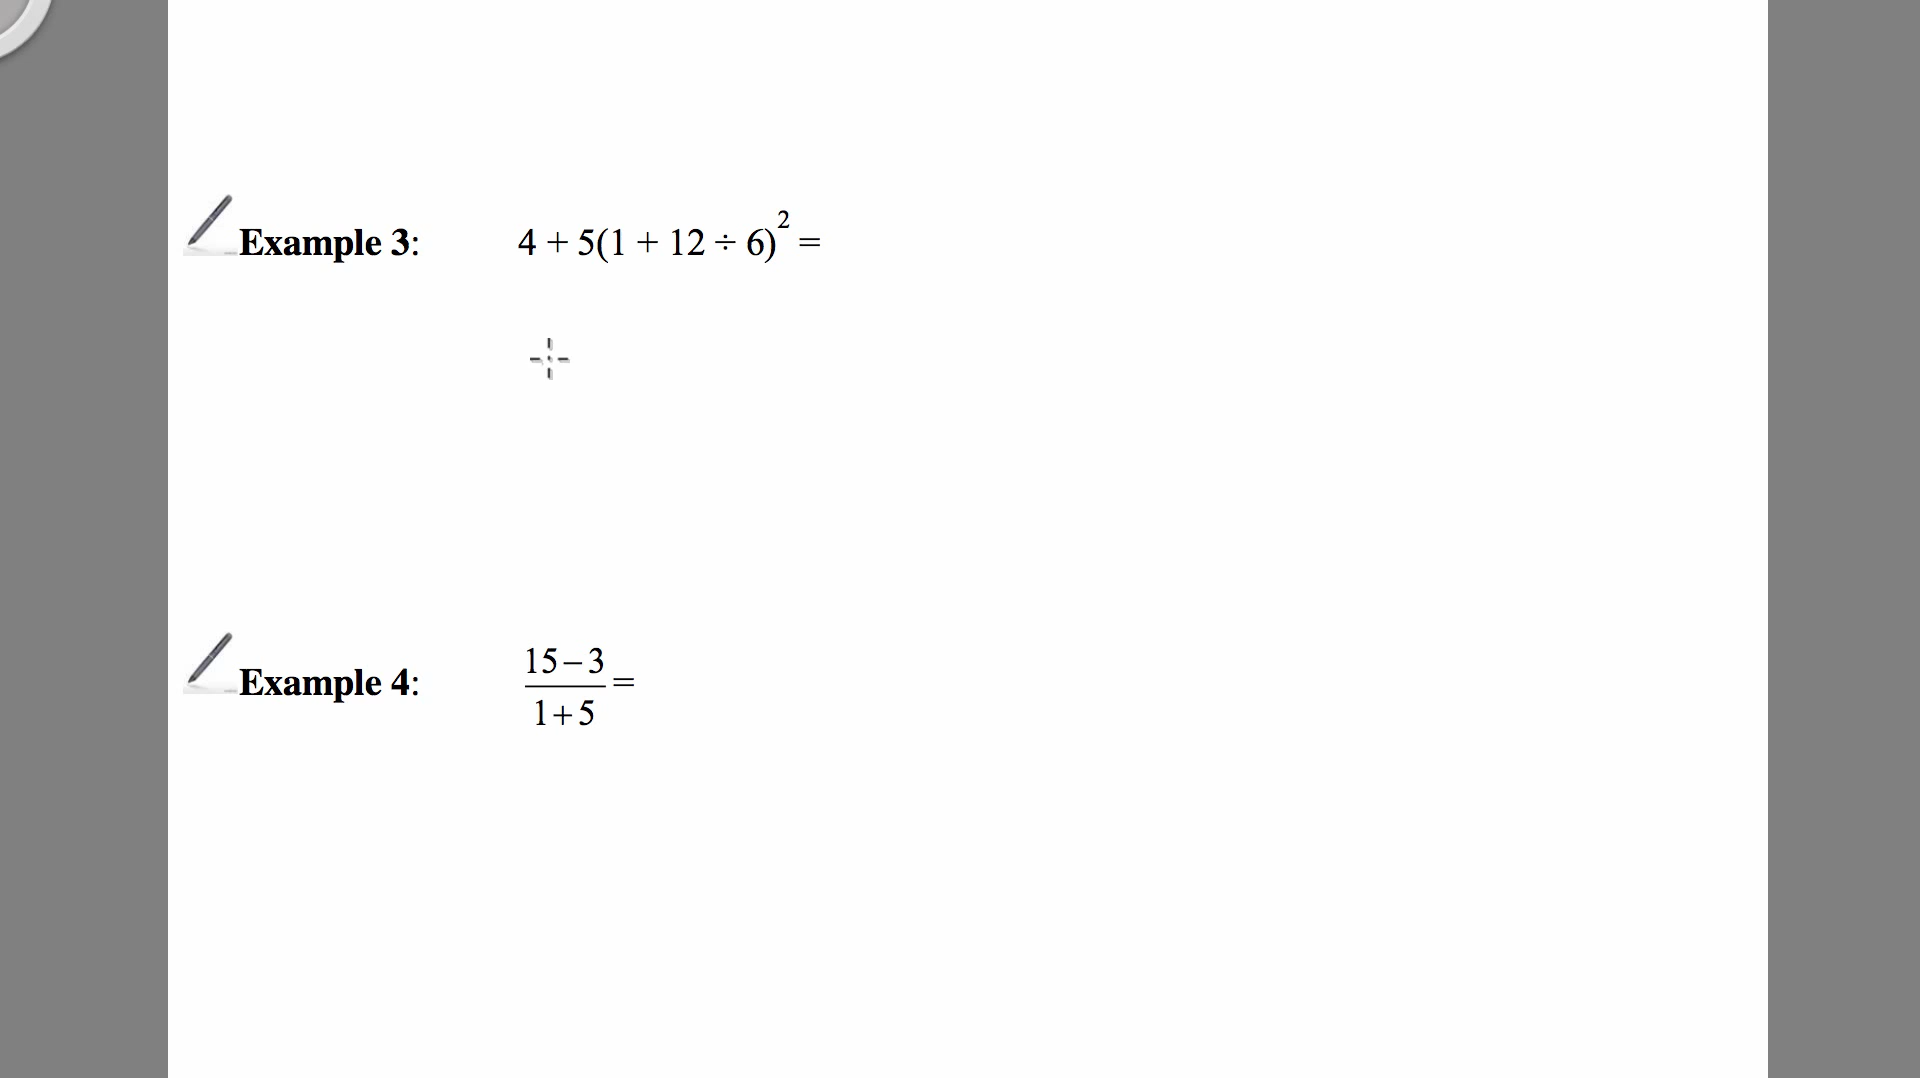 Example 3: 4 + 5(1 + 12 ÷ 6)² =
Example 4: 15−3
1+5 =